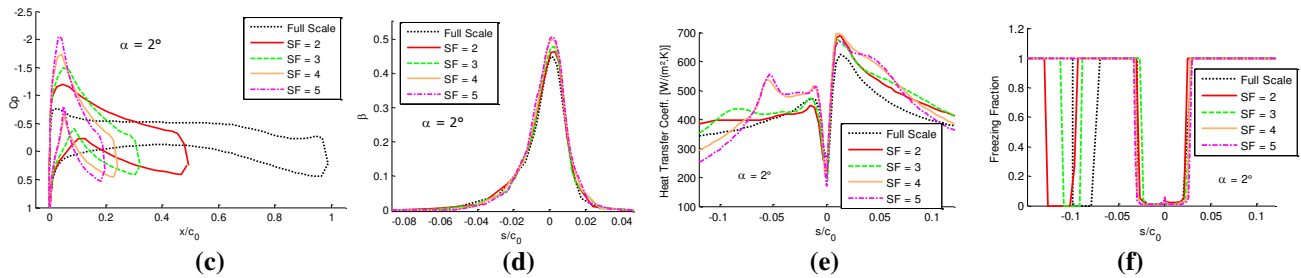 -2.5
-2
-1.5
-1
-0.5
0
0.5
1
Cp
α = 2°
Full Scale
SF = 2
SF = 3
SF = 4
SF = 5
0 0.2 0.4 0.6 0.8 1
x/c0
(c)
0.5
0.4
0.3
0.2
0.1
0
β
Full Scale
SF = 2
SF = 3
SF = 4
SF = 5
α = 2°
-0.08 -0.06 -0.04 -0.02 0 0.02 0.04
s/c0
(d)
700
600
500
400
300
200
100
Heat Transfer Coeff. [W/(m².K)]
α = 2°
Full Scale
SF = 2
SF = 3
SF = 4
SF = 5
-0.1 -0.05 0 0.05 0.1
s/c0
(e)
1.2
1
0.8
0.6
0.4
0.2
0
Freezing Fraction
Full Scale
SF = 2
SF = 3
SF = 4
SF = 5
α = 2°
-0.1 -0.05 0 0.05 0.1
s/c0
(f)